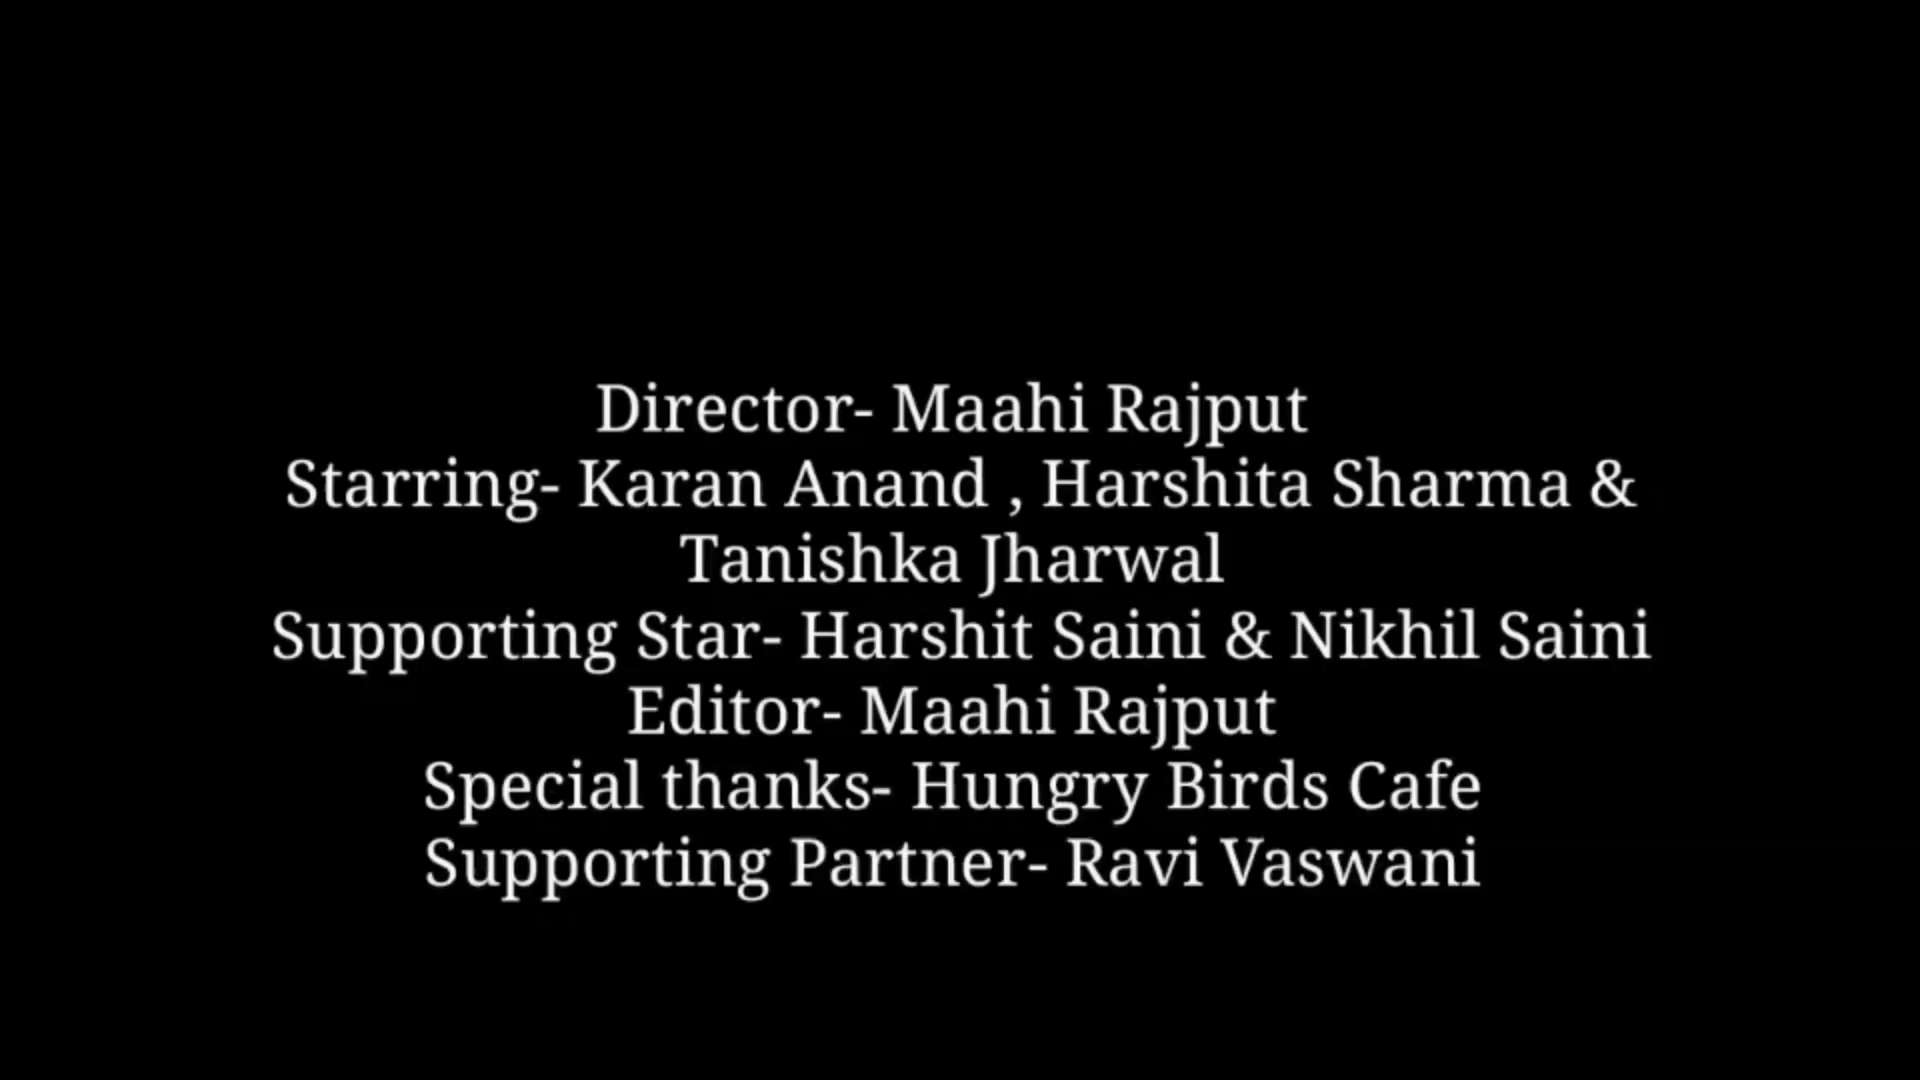 Director- Maahi Rajput
Starring- Karan Anand , Harshita Sharma &
Tanishka Jharwal
Supporting Star- Harshit Saini & Nikhil Saini
Editor- Maahi Rajput
Special thanks- Hungry Birds Cafe
Supporting Partner- Ravi Vaswani